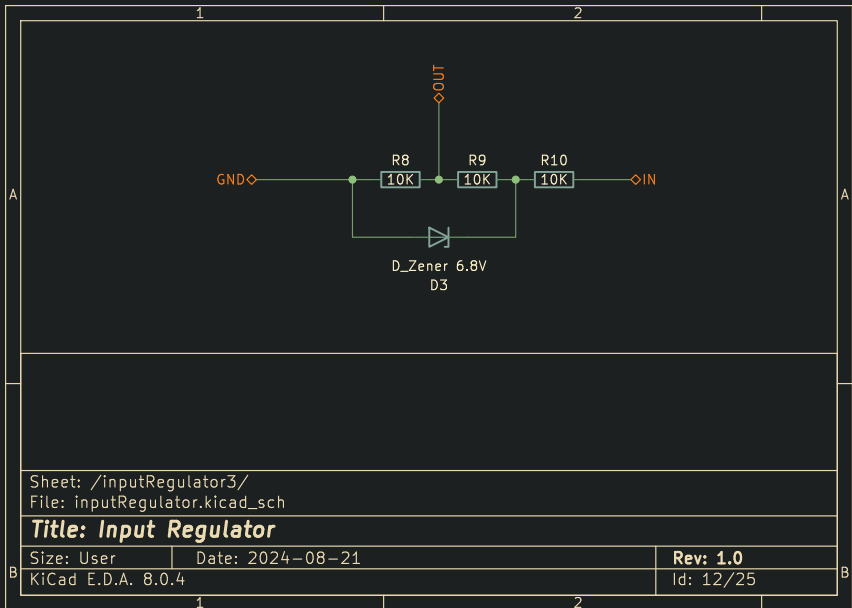 1 2
OUT
R8 R9 R10
GND 10K 10K 10K IN
A A
D_Zener 6.8V
D3
Sheet: /inputRegulator3/
File: inputRegulator.kicad_sch
Title: Input Regulator
Size: User Date: 2024-08-21 Rev: 1.0
B B
KiCad E.D.A. 8.0.4 Id: 12/25
1 2